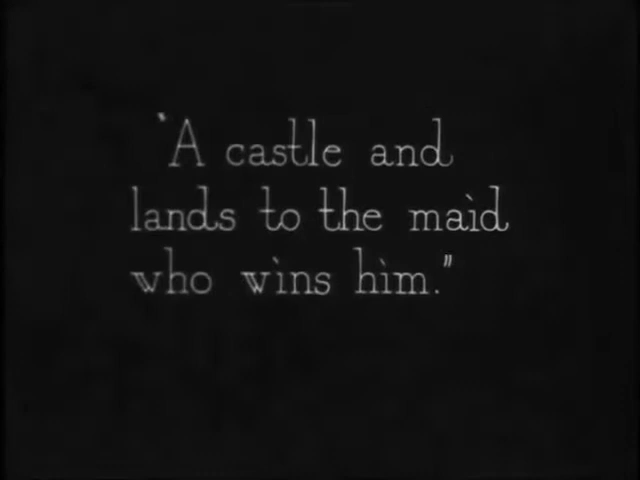 "A castle and
lands to the maid
who wins him."